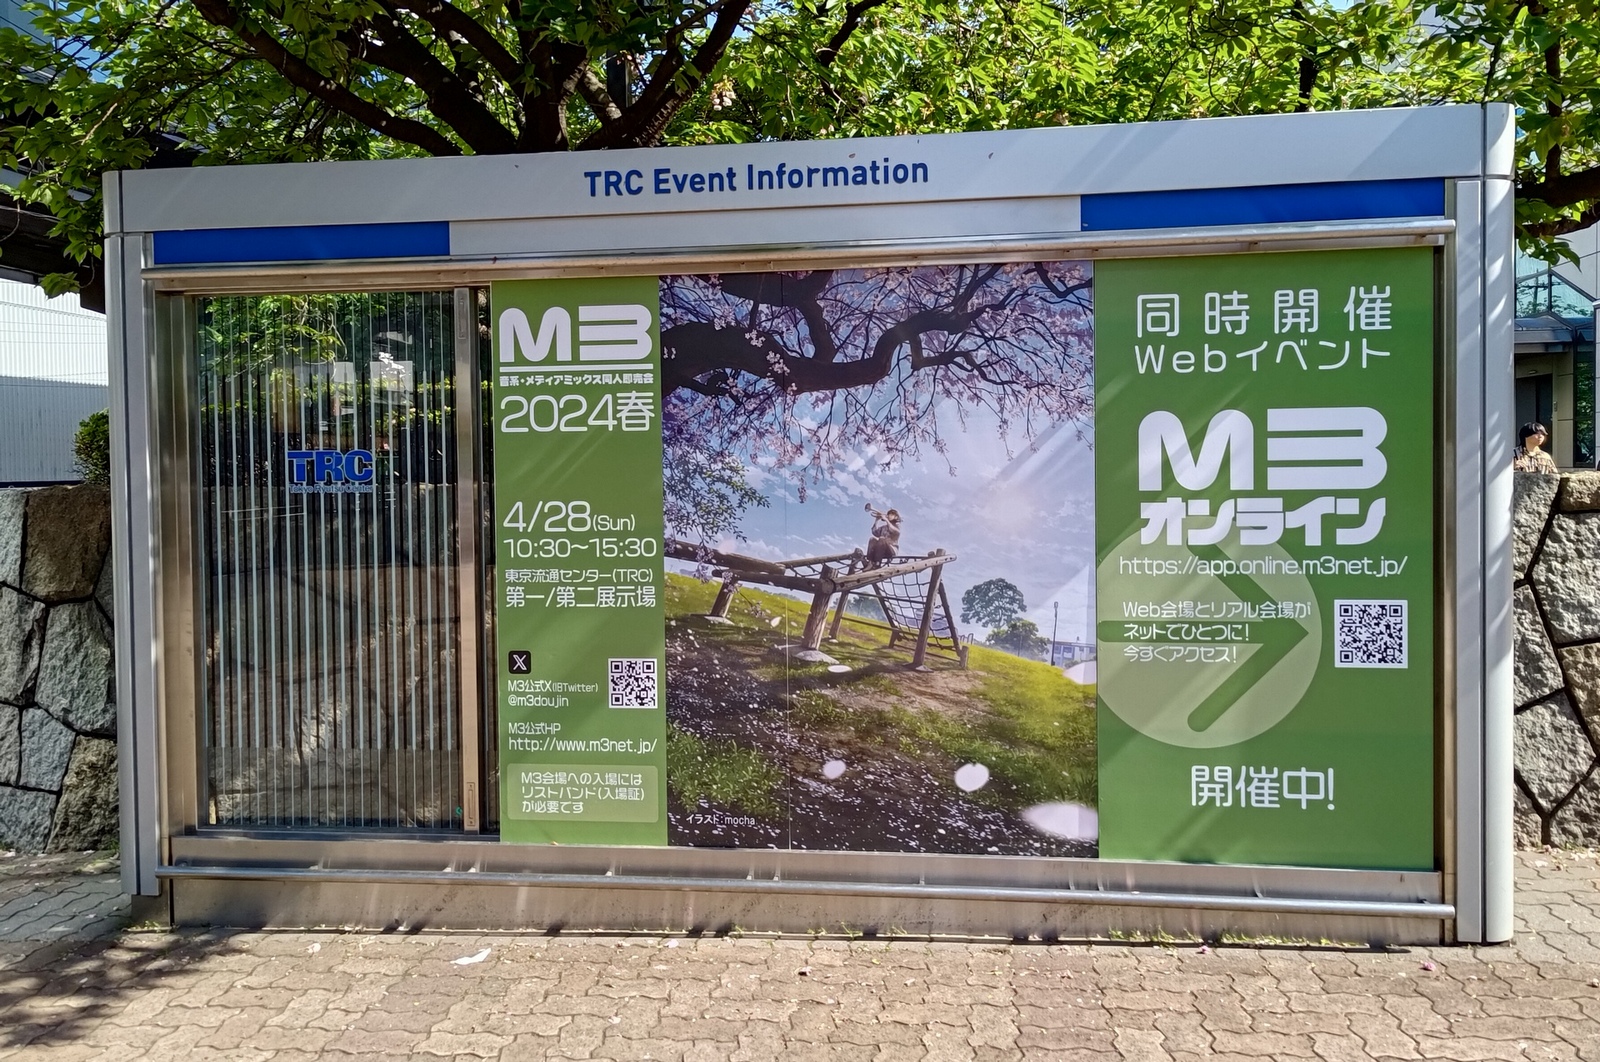 TRC Event Information
TRC
Tokyo Ryutsu Center
M3
音系・メディアミックス同人即売会
2024春
4/28(Sun)
10:30～15:30
東京流通センター(TRC)
第一/第二展示場
X
M3公式X(旧Twitter)
@m3doujin
M3公式HP
http://www.m3net.jp/
M3会場への入場には
リストバンド(入場証)
が必要です
イラスト:mocha
同時開催
Webイベント
M3
オンライン
https://app.online.m3net.jp/
Web会場とリアル会場が
ネットでひとつに!
今すぐアクセス!
開催中!